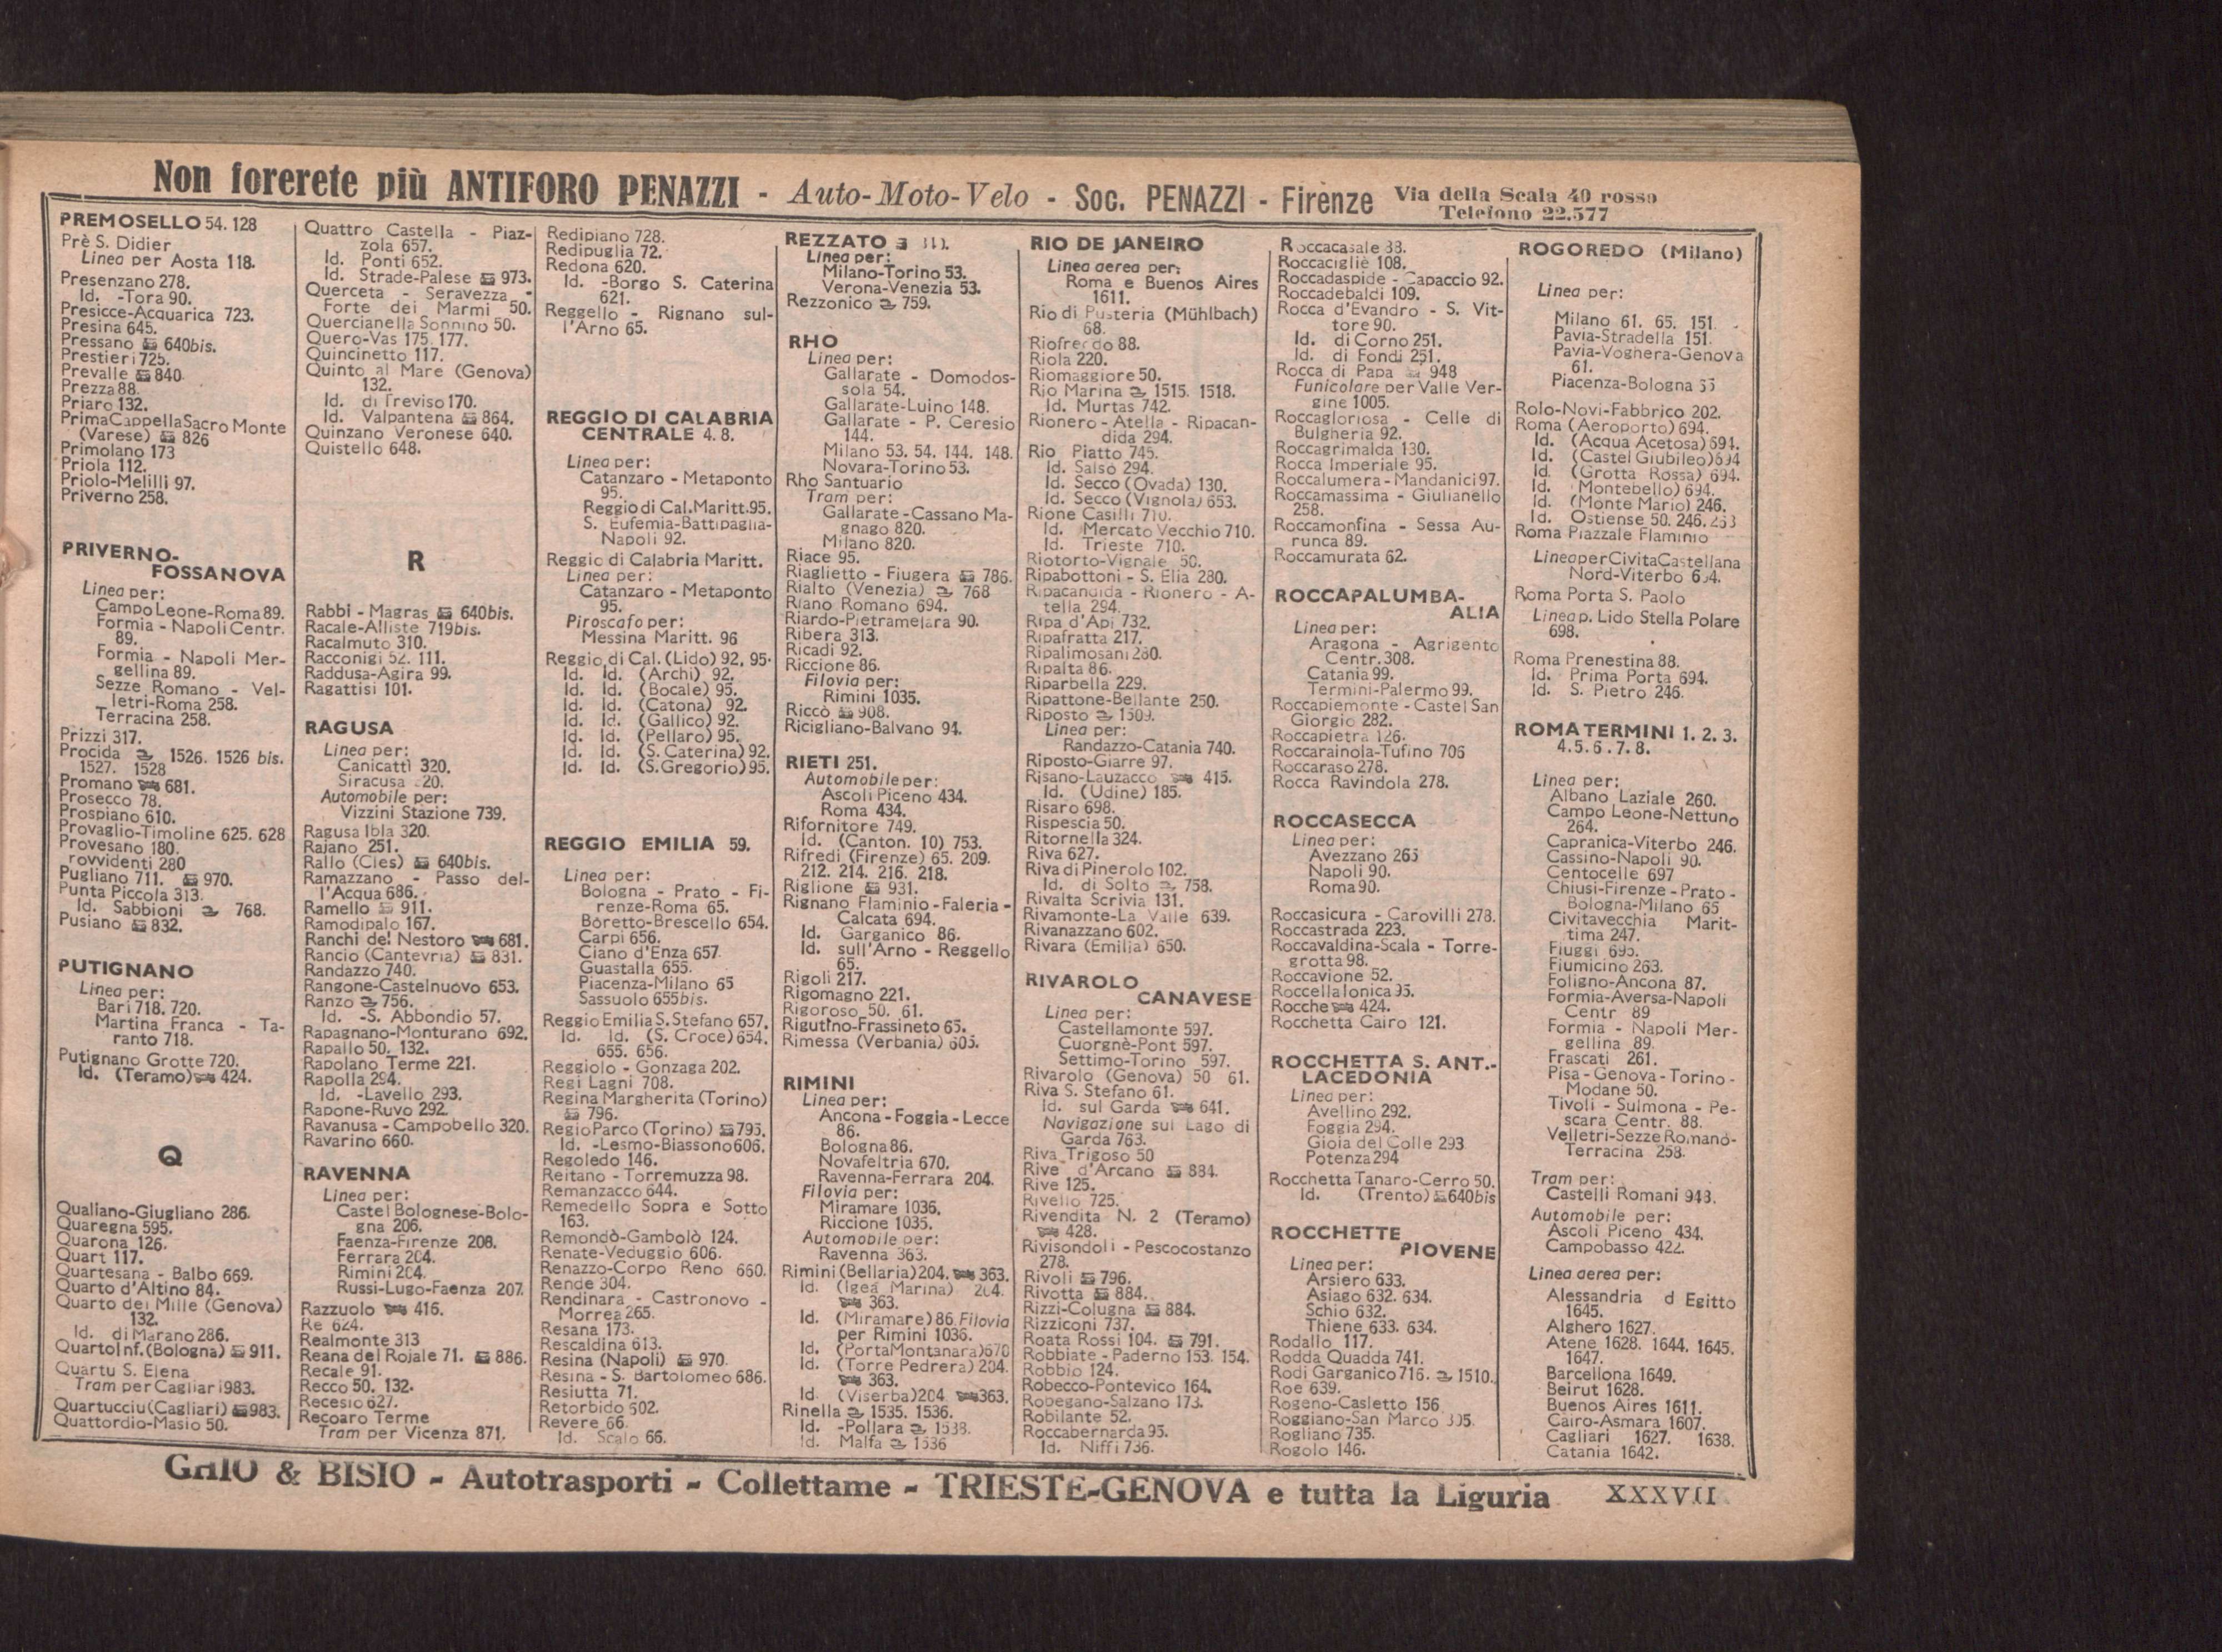 Non forerete più ANTIFORO PENAZZI - Auto-Moto-Velo - Soc. PENAZZI - Firenze Via della Scala 40 rosso
Telefono 22.577
PREMOSELLO 54. 128
Prè S. Didier
Linea per Aosta 118.
Presenzano 278.
Id. -Tora 90.
Presicce-Acquarica 723.
Presina 645.
Pressano 640bis.
Prestieri 725.
Prevalle 840.
Prezza 88.
Priaro 132.
PrimaCappellaSacro Monte
(Varese) 826
Primolano 173
Priola 112.
Priolo-Melilli 97.
Priverno 258.
PRIVERNO-
FOSSANOVA
Linea per:
Campo Leone-Roma 89.
Formia - Napoli Centr.
89.
Formia - Napoli Mer-
gellina 89.
Sezze Romano - Vel-
letri-Roma 258.
Terracina 258.
Prizzi 317.
Procida 1526. 1526 bis.
1527. 1528
Promano 681.
Prosecco 78.
Prospiano 610.
Provaglio-Timoline 625. 628
Provesano 180.
rovvidenti 280
Pugliano 711. 970.
Punta Piccola 313.
Id. Sabbioni 768.
Pusiano 832.
PUTIGNANO
Linea per:
Bari 718. 720.
Martina Franca - Ta-
ranto 718.
Putignano Grotte 720.
Id. (Teramo) 424.
Q
Qualiano-Giugliano 286.
Quaregna 595.
Quarona 126.
Quart 117.
Quartesana - Balbo 669.
Quarto d'Altino 84.
Quarto dei Mille (Genova)
132.
Id. di Marano 286.
Quarto Inf. (Bologna) 911.
Quartu S. Elena
Tram per Cagliari 983.
Quartucciu (Cagliari) 983.
Quattordio-Masio 50.
Quattro Castella - Piaz-
zola 657.
Id. Ponti 652.
Id. Strade-Palese 973.
Querceta - Seravezza -
Forte dei Marmi 50.
Quercianella Sonnino 50.
Quero-Vas 175. 177.
Quincinetto 117.
Quinto al Mare (Genova)
132.
Id. di Treviso 170.
Id. Valpantena 864.
Quinzano Veronese 640.
Quistello 648.
R
Rabbi - Magras 640bis.
Racale-Alliste 719bis.
Racalmuto 310.
Racconigi 52. 111.
Raddusa-Agira 99.
Ragattisi 101.
RAGUSA
Linea per:
Canicatti 320.
Siracusa 20.
Automobile per:
Vizzini Stazione 739.
Ragusa Ibla 320.
Rajano 251.
Rallo (Cles) 640bis.
Ramazzano - Passo del-
l'Acqua 686.
Ramello 911.
Ramodipalo 167.
Ranchi del Nestoro 681.
Rancio (Cantevria) 831.
Randazzo 740.
Rangone-Castelnuovo 653.
Ranzo 756.
Id. -S. Abbondio 57.
Rapagnano-Monturano 692.
Rapallo 50. 132.
Rapolano Terme 221.
Rapolla 294.
Id. -Lavello 293.
Rapone-Ruvo 292.
Ravanusa - Campobello 320.
Ravarino 660.
RAVENNA
Linea per:
Castel Bolognese-Bolo-
gna 206.
Faenza-Firenze 208.
Ferrara 204.
Rimini 204.
Russi-Lugo-Faenza 207.
Razzuolo 416.
Re 624.
Realmonte 313
Reana del Rojale 71. 886.
Recale 91.
Recco 50. 132.
Recesio 627.
Recoaro Terme
Tram per Vicenza 871.
Redipiano 728.
Redipuglia 72.
Redona 620.
Id. -Borgo S. Caterina
621.
Reggello - Rignano sul-
l'Arno 65.
REGGIO DI CALABRIA
CENTRALE 4. 8.
Linea per:
Catanzaro - Metaponto
95.
Reggio di Cal. Maritt. 95.
S. Eufemia-Battipaglia-
Napoli 92.
Reggio di Calabria Maritt.
Linea per:
Catanzaro - Metaponto
95.
Piroscafo per:
Messina Maritt. 96
Reggio di Cal. (Lido) 92, 95.
Id. Id. (Archi) 92.
Id. Id. (Bocale) 95.
Id. Id. (Catona) 92.
Id. Id. (Gallico) 92.
Id. Id. (Pellaro) 95.
Id. Id. (S. Caterina) 92.
Id. Id. (S. Gregorio) 95.
REGGIO EMILIA 59.
Linea per:
Bologna - Prato - Fi-
renze-Roma 65.
Boretto-Brescello 654.
Carpi 656.
Ciano d'Enza 657.
Guastalla 655.
Piacenza-Milano 65
Sassuolo 655bis.
Reggio Emilia S. Stefano 657.
Id. Id. (S. Croce) 654.
655. 656.
Reggiolo - Gonzaga 202.
Regi Lagni 708.
Regina Margherita (Torino)
796.
Regio Parco (Torino) 795.
Id. -Lesmo-Biassono 606.
Regoledo 146.
Reitano - Torremuzza 98.
Remanzacco 644.
Remedello Sopra e Sotto
163.
Remondò-Gambolò 124.
Renate-Veduggio 606.
Renazzo-Corpo Reno 660.
Rende 304.
Rendinara - Castronovo -
Morrea 265.
Resana 173.
Rescaldina 613.
Resina (Napoli) 970.
Resina - S. Bartolomeo 686.
Resiutta 71.
Retorbido 602.
Revere 66.
Id. Scalo 66.
REZZATO
Linea per:
Milano-Torino 53.
Verona-Venezia 53.
Rezzonico 759.
RHO
Linea per:
Gallarate - Domodos-
sola 54.
Gallarate-Luino 148.
Gallarate - P. Ceresio
144.
Milano 53. 54. 144. 148.
Novara-Torino 53.
Rho Santuario
Tram per:
Gallarate - Cassano Ma-
gnago 820.
Milano 820.
Riace 95.
Riaglietto - Fiugera 786.
Rialto (Venezia) 768
Riano Romano 694.
Riardo-Pietramelara 90.
Ribera 313.
Ricadi 92.
Riccione 86.
Filovia per:
Rimini 1035.
Riccò 908.
Ricigliano-Balvano 94.
RIETI 251.
Automobile per:
Ascoli Piceno 434.
Roma 434.
Rifornitore 749.
Id. (Canton. 10) 753.
Rifredi (Firenze) 65. 209.
212. 214. 216. 218.
Riglione 931.
Rignano Flaminio - Faleria -
Calcata 694.
Id. Garganico 86.
Id. sull'Arno - Reggello
65.
Rigoli 217.
Rigomagno 221.
Rigoroso 50. 61.
Rigutino-Frassineto 65.
Rimessa (Verbania) 605.
RIMINI
Linea per:
Ancona - Foggia - Lecce
86.
Bologna 86.
Novafeltria 670.
Ravenna-Ferrara 204.
Filovia per:
Miramare 1036.
Riccione 1035.
Automobile per:
Ravenna 363.
Rimini (Bellaria) 204. 363.
Id. (Igea Marina) 204.
363.
Id. (Miramare) 86. Filovia
per Rimini 1036.
Id. (Porta Montanara) 670
Id. (Torre Pedrera) 204.
363.
Id. (Viserba) 204. 363.
Rinella 1535. 1536.
Id. -Pollara 1538.
Id. Malfa 1536
RIO DE JANEIRO
Linea aerea per:
Roma e Buenos Aires
1611.
Rio di Pusteria (Mühlbach)
68.
Riofreddo 88.
Riola 220.
Riomaggiore 50.
Rio Marina 1515. 1518.
Id. Murtas 742.
Rionero - Atella - Ripacan-
dida 294.
Rio Piatto 745.
Id. Salso 294.
Id. Secco (Ovada) 130.
Id. Secco (Vignola) 653.
Rione Casilli 710.
Id. Mercato Vecchio 710.
Id. Trieste 710.
Riotorto-Vignale 50.
Ripabottoni - S. Elia 280.
Ripacandida - Rionero - A-
tella 294.
Ripa d'Api 732.
Ripafratta 217.
Ripalimosani 280.
Ripalta 86.
Riparbella 229.
Ripattone-Bellante 250.
Riposto 1509.
Linea per:
Randazzo-Catania 740.
Riposto-Giarre 97.
Risano-Lauzacco 415.
Id. (Udine) 185.
Risaro 698.
Rispescia 50.
Ritornella 324.
Riva 627.
Riva di Pinerolo 102.
Id. di Solto 758.
Rivalta Scrivia 131.
Rivamonte-La Valle 639.
Rivanazzano 602.
Rivara (Emilia) 650.
RIVAROLO
CANAVESE
Linea per:
Castellamonte 597.
Cuorgnè-Pont 597.
Settimo-Torino 597.
Rivarolo (Genova) 50 61.
Riva S. Stefano 61.
Id. sul Garda 641.
Navigazione sul Lago di
Garda 763.
Riva Trigoso 50
Rive d'Arcano 884.
Rive 125.
Rivello 725.
Rivendita N. 2 (Teramo)
428.
Rivisondoli - Pescocostanzo
278.
Rivoli 796.
Rivotta 884.
Rizzi-Colugna 884.
Rizziconi 737.
Roata Rossi 104. 791.
Robbiate - Paderno 153. 154.
Robbio 124.
Robecco-Pontevico 164.
Robegano-Salzano 173.
Robilante 52.
Roccabernarda 95.
Id. Niffi 736.
Roccacasale 88.
Roccacigliè 108.
Roccadaspide - Capaccio 92.
Roccadebaldi 109.
Rocca d'Evandro - S. Vit-
tore 90.
Id. di Corno 251.
Id. di Fondi 251.
Rocca di Papa 948
Funicolare per Valle Ver-
gine 1005.
Roccagloriosa - Celle di
Bulgheria 92.
Roccagrimalda 130.
Rocca Imperiale 95.
Roccalumera - Mandanici 97.
Roccamassima - Giulianello
258.
Roccamonfina - Sessa Au-
runca 89.
Roccamurata 62.
ROCCAPALUMBA-
ALIA
Linea per:
Aragona - Agrigento
Centr. 308.
Catania 99.
Termini-Palermo 99.
Roccapiemonte - Castel San
Giorgio 282.
Roccapietra 126.
Roccarainola-Tufino 706
Roccaraso 278.
Rocca Ravindola 278.
ROCCASECCA
Linea per:
Avezzano 265
Napoli 90.
Roma 90.
Roccasicura - Carovilli 278.
Roccastrada 223.
Roccavaldina-Scala - Torre-
grotta 98.
Roccavione 52.
Roccella Ionica 95.
Rocche 424.
Rocchetta Cairo 121.
ROCCHETTA S. ANT.-
LACEDONIA
Linea per:
Avellino 292.
Foggia 294.
Gioia del Colle 293
Potenza 294
Rocchetta Tanaro-Cerro 50.
Id. (Trento) 640bis
ROCCHETTE
PIOVENE
Linea per:
Arsiero 633.
Asiago 632. 634.
Schio 632.
Thiene 633. 634.
Rodallo 117.
Rodda Quadda 741.
Rodi Garganico 716. 1510.
Roe 639.
Rogeno-Casletto 156
Roggiano-San Marco 305.
Rogliano 735.
Rogolo 146.
ROGOREDO (Milano)
Linea per:
Milano 61. 65. 151.
Pavia-Stradella 151.
Pavia-Voghera-Genova
61.
Piacenza-Bologna 65
Rolo-Novi-Fabbrico 202.
Roma (Aeroporto) 694.
Id. (Acqua Acetosa) 694.
Id. (Castel Giubileo) 694
Id. (Grotta Rossa) 694.
Id. (Montebello) 694.
Id. (Monte Mario) 246.
Id. Ostiense 50. 246. 263
Roma Piazzale Flaminio
Linea per Civita Castellana
Nord-Viterbo 694.
Roma Porta S. Paolo
Linea p. Lido Stella Polare
698.
Roma Prenestina 88.
Id. Prima Porta 694.
Id. S. Pietro 246.
ROMA TERMINI 1. 2. 3.
4. 5. 6. 7. 8.
Linea per:
Albano Laziale 260.
Campo Leone-Nettuno
264.
Capranica-Viterbo 246.
Cassino-Napoli 90.
Centocelle 697
Chiusi-Firenze - Prato -
Bologna-Milano 65
Civitavecchia Marit-
tima 247.
Fiuggi 695.
Fiumicino 263.
Foligno-Ancona 87.
Formia-Aversa-Napoli
Centr 89
Formia - Napoli Mer-
gellina 89.
Frascati 261.
Pisa - Genova - Torino -
Modane 50.
Tivoli - Sulmona - Pe-
scara Centr. 88.
Velletri-Sezze Romano-
Terracina 258.
Tram per:
Castelli Romani 948.
Automobile per:
Ascoli Piceno 434.
Campobasso 422.
Linea aerea per:
Alessandria d Egitto
1645.
Alghero 1627.
Atene 1628. 1644. 1645.
1647.
Barcellona 1649.
Beirut 1628.
Buenos Aires 1611.
Cairo-Asmara 1607.
Cagliari 1627. 1638.
Catania 1642.
GHIO & BISIO - Autotrasporti - Collettame - TRIESTE-GENOVA e tutta la Liguria XXXVII